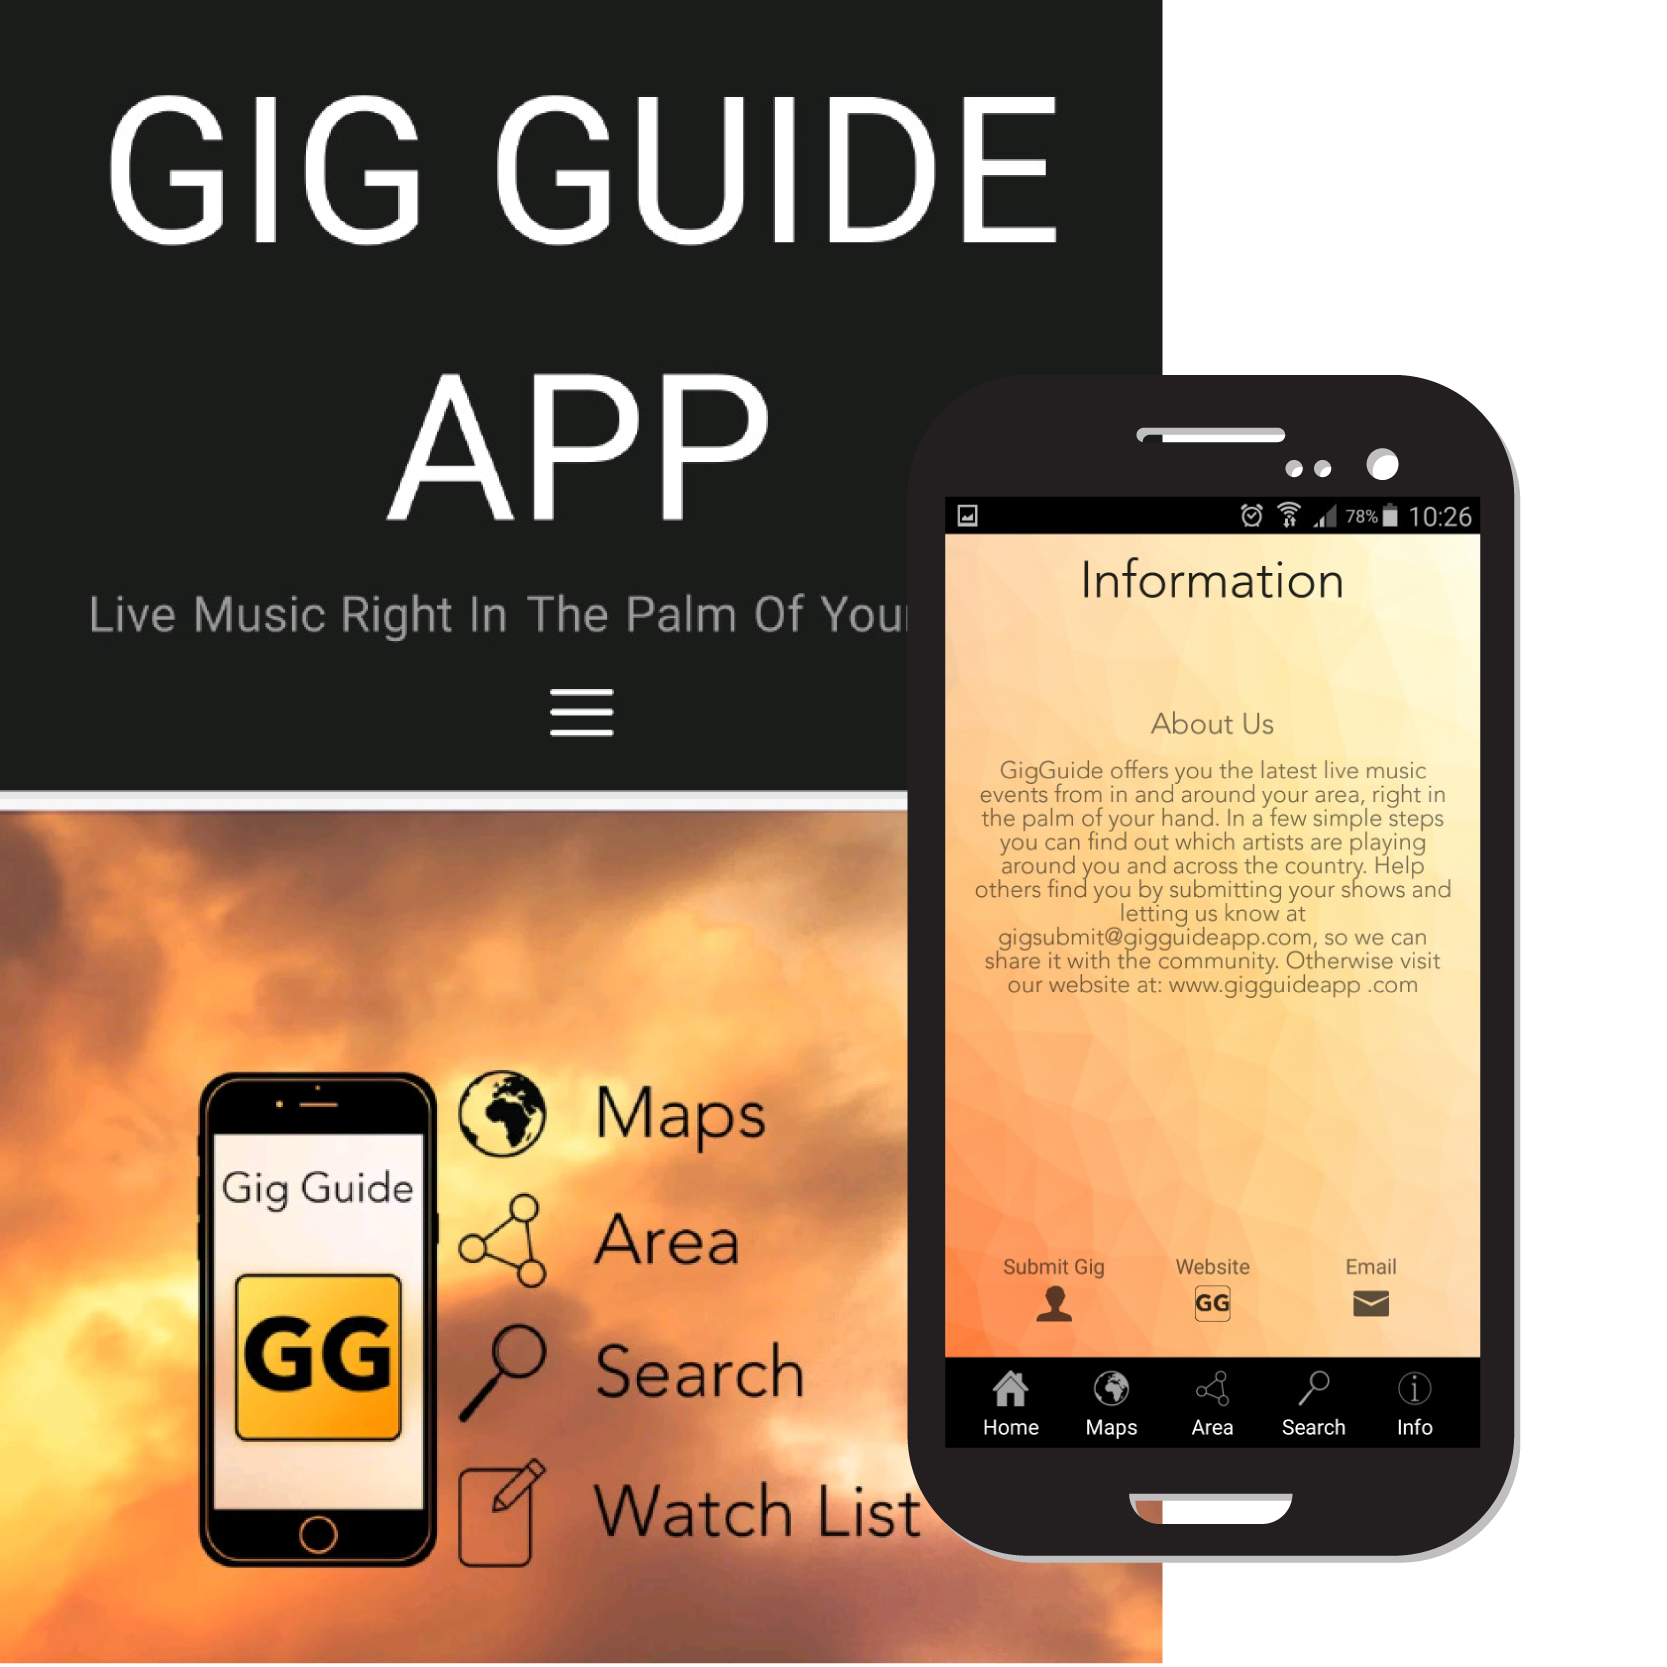 GIG GUIDE
APP
Live Music Right In The Palm Of You
Gig Guide
GG
Maps
Area
Search
Watch List
78% 10:26
Information
About Us
GigGuide offers you the latest live music
events from in and around your area, right in
the palm of your hand. In a few simple steps
you can find out which artists are playing
around you and across the country. Help
others find you by submitting your shows and
letting us know at
gigsubmit@gigguideapp.com, so we can
share it with the community. Otherwise visit
our website at: www.gigguideapp .com
Submit Gig Website Email
GG
Home Maps Area Search Info